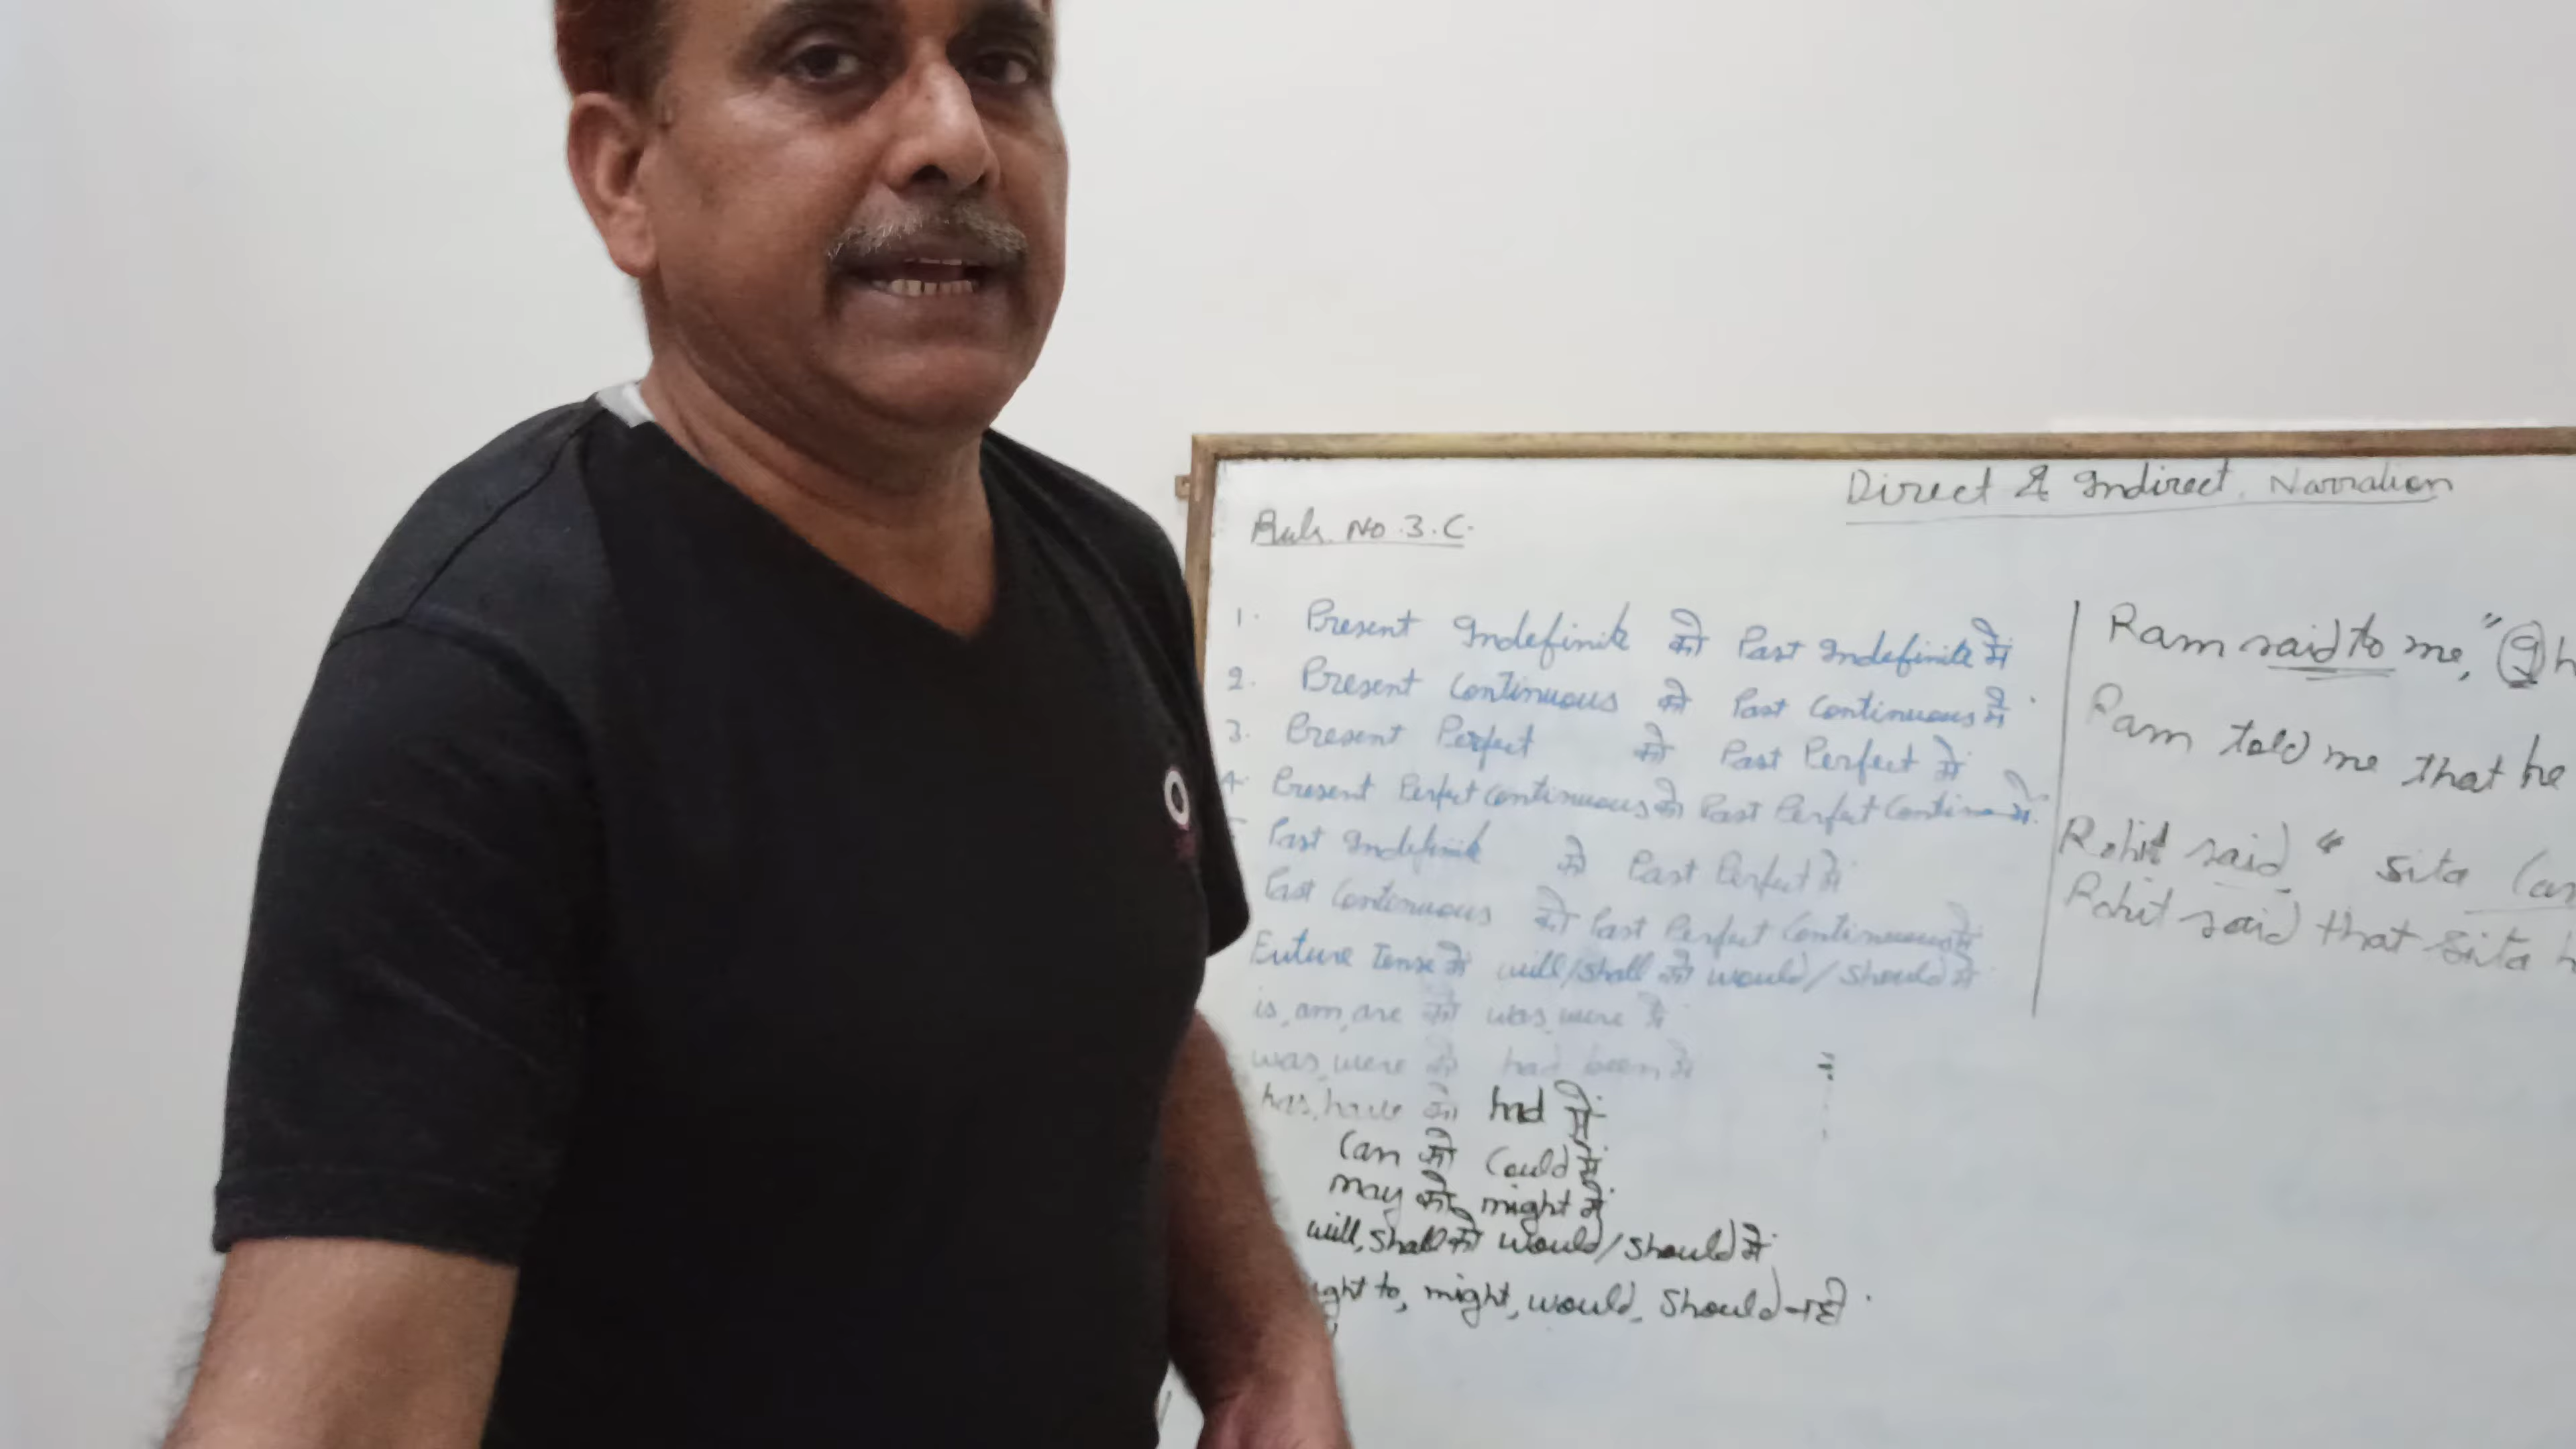 Direct & Indirect Narration
Rule No. 3. C.
1. Present Indefinite को Past Indefinite में
2. Present Continuous को Past Continuous में
3. Present Perfect को Past Perfect में
4. Present Perfect Continuous को Past Perfect Continuous में
Past Indefinite को Past Perfect में
Past Continuous को Past Perfect Continuous में
Future Tense में will/shall को would/should में
is, am, are को was, were में
was, were को had been में
has, have को had में
Can को Could में
may को might में
will, shall को would/should में
ght to, might, would, should नहीं
Ram said to me, "I h
Ram told me that he
Rohit said " Sita Can
Rohit said that Sita h